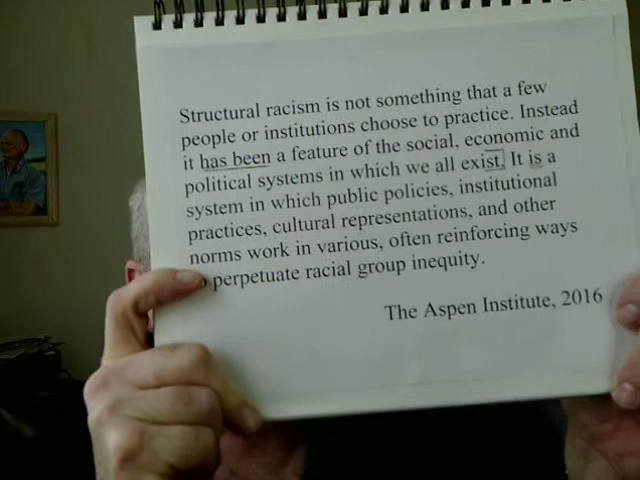 Structural racism is not something that a few
people or institutions choose to practice. Instead
it has been a feature of the social, economic and
political systems in which we all exist. It is a
system in which public policies, institutional
practices, cultural representations, and other
norms work in various, often reinforcing ways
perpetuate racial group inequity.
The Aspen Institute, 2016